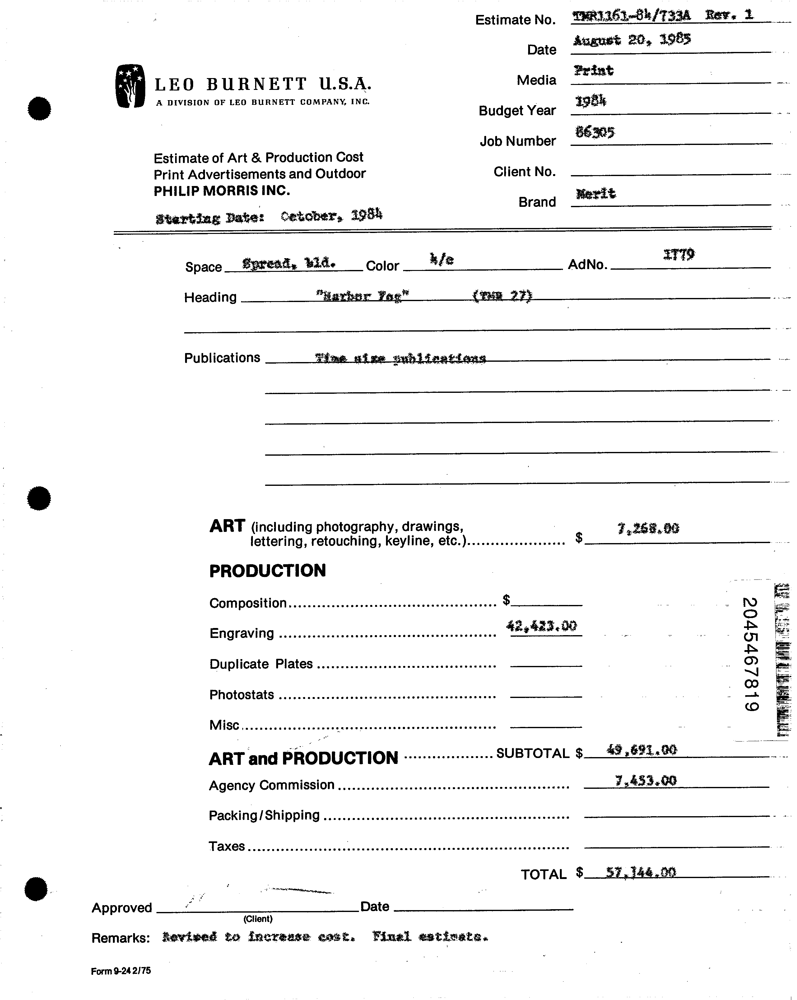 Estimate No. TMR1161-84/733A Rev. 1
Date August 20, 1985
LEO BURNETT U.S.A.
A DIVISION OF LEO BURNETT COMPANY, INC.
Media Print
Budget Year 1984
Job Number 86305
Estimate of Art & Production Cost
Print Advertisements and Outdoor
PHILIP MORRIS INC.
Client No.
Brand Merit
Starting Date: October, 1984
Space Spread, bld. Color 4/c AdNo. 1T79
Heading "Harbor Fog" (TMR 27)
Publications Time size publications
ART (including photography, drawings,
lettering, retouching, keyline, etc.)..................... $ 7,268.00
PRODUCTION
Composition............................................. $
Engraving ............................................... 42,423.00
Duplicate Plates .......................................
Photostats ...............................................
Misc.......................................................
ART and PRODUCTION ................... SUBTOTAL $ 49,691.00
Agency Commission .................................................. 7,453.00
Packing/Shipping .....................................................
Taxes.....................................................................
TOTAL $ 57,144.00
Approved Date
(Client)
Remarks: Revised to increase cost. Final estimate.
Form 9-24 2/75
2045467819